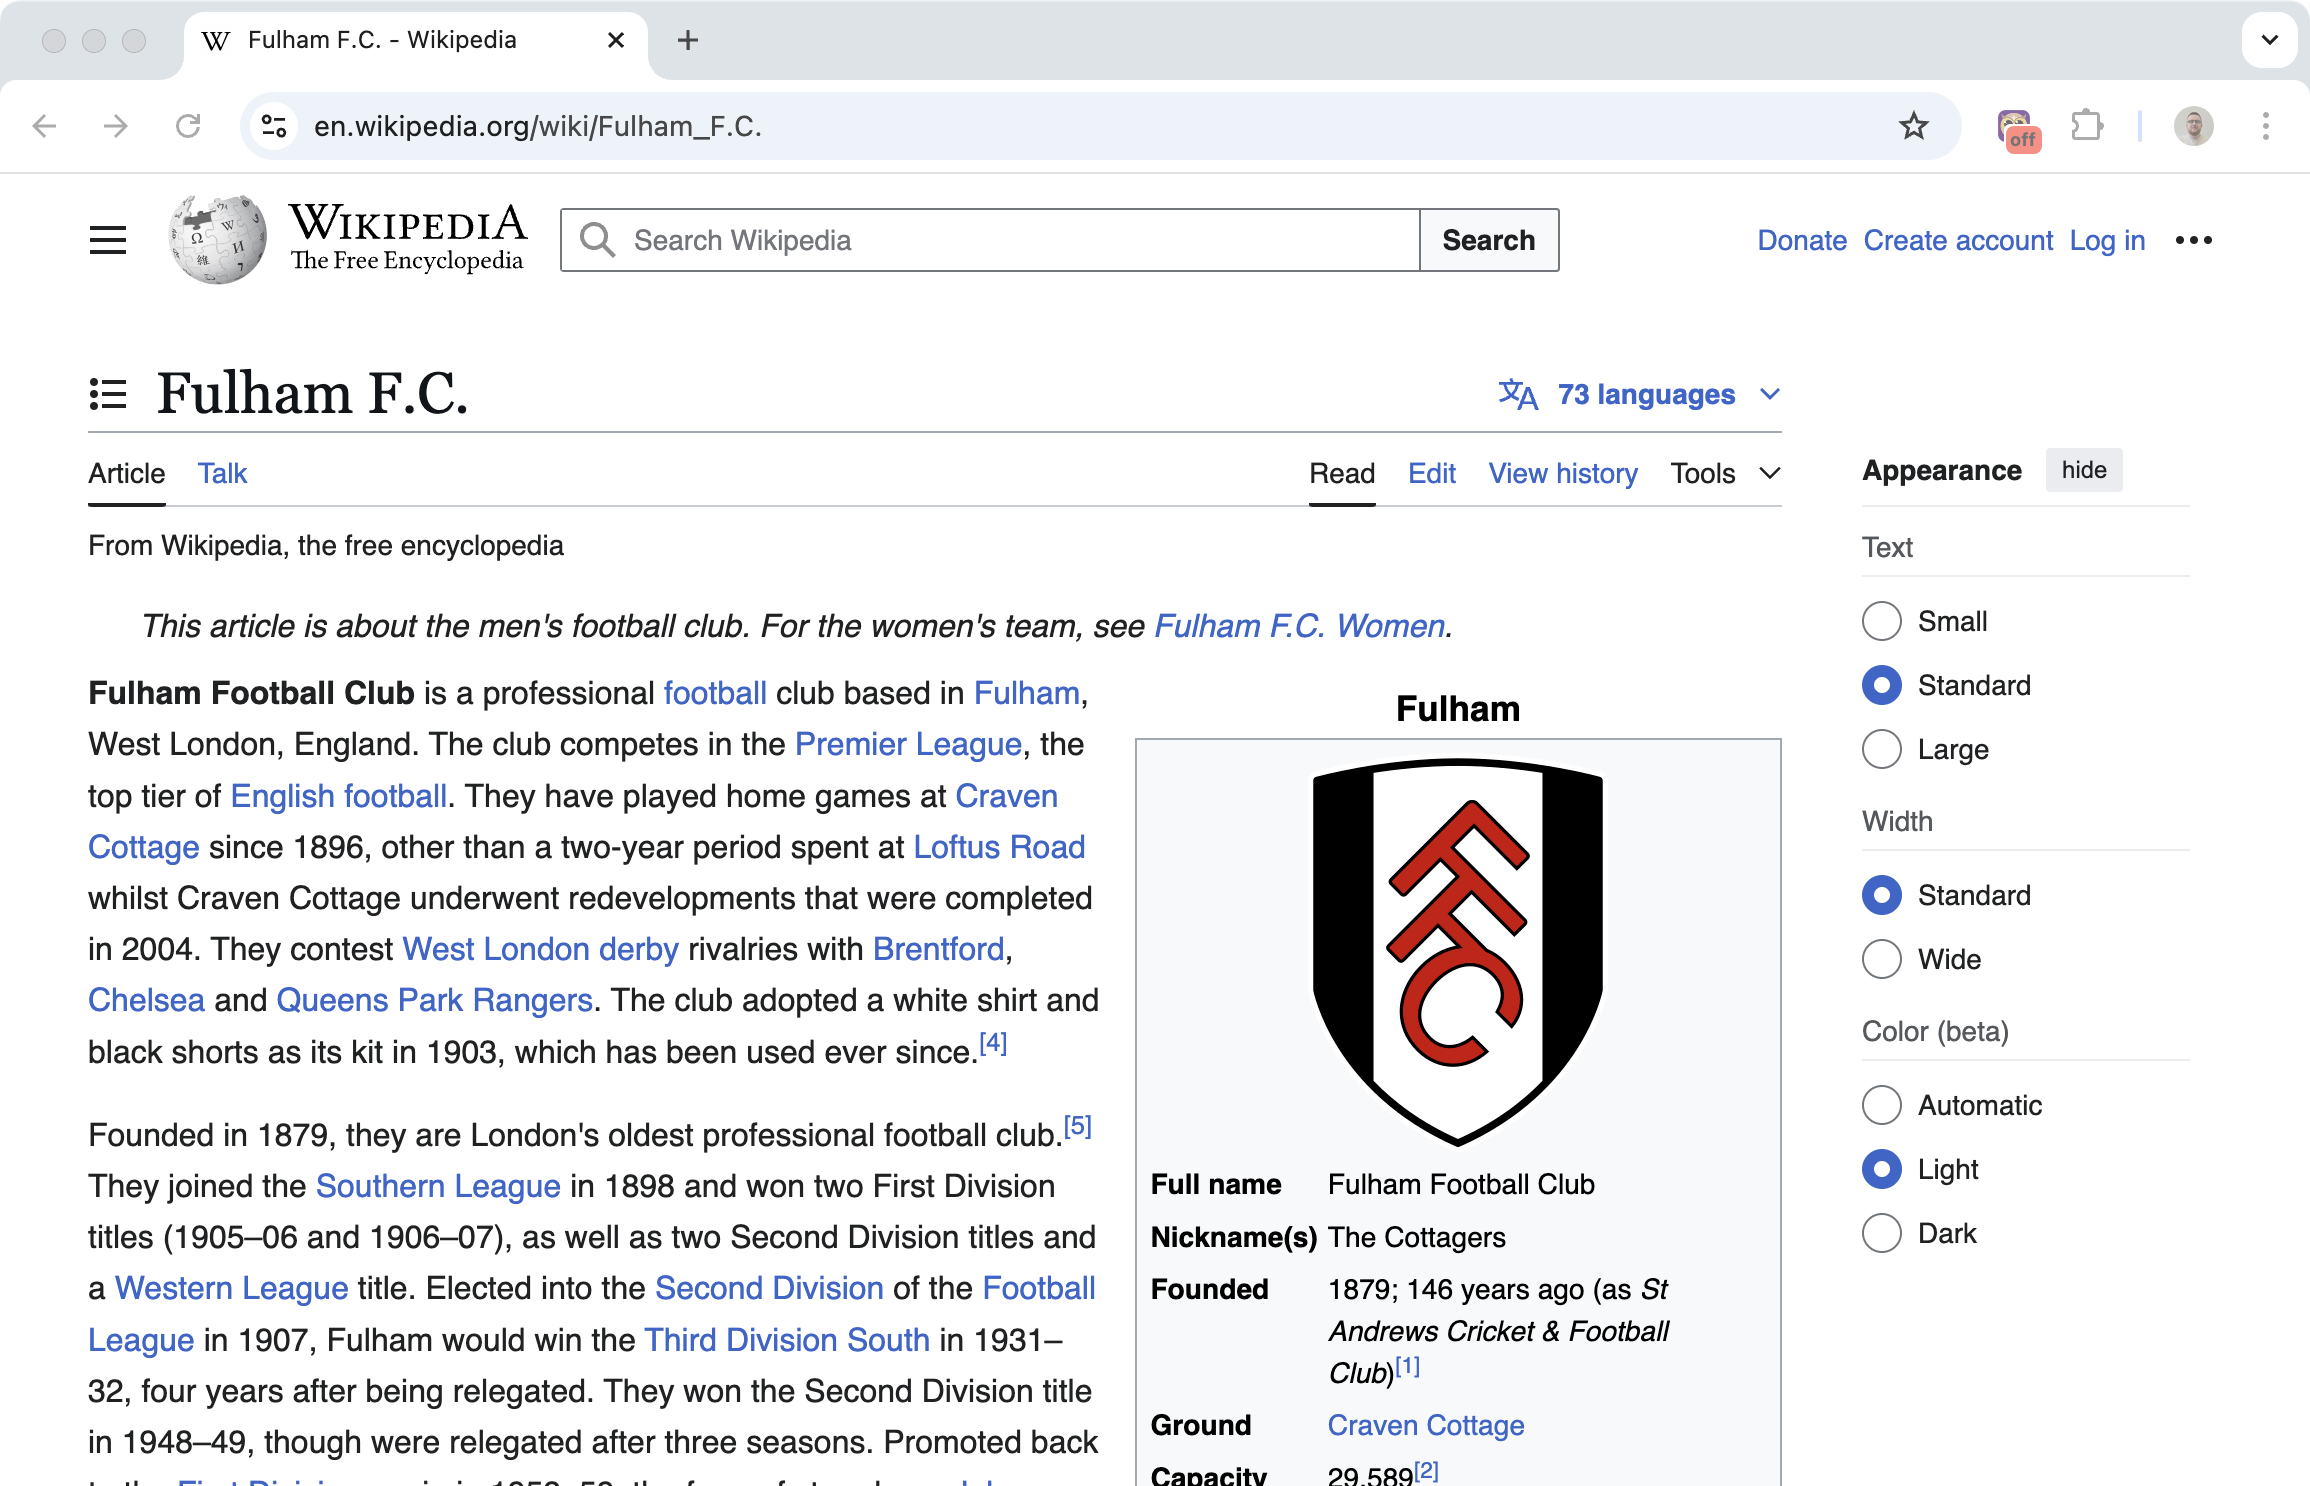 Fulham F.C. - Wikipedia
en.wikipedia.org/wiki/Fulham_F.C.
off
WIKIPEDIA
The Free Encyclopedia
Search Wikipedia
Search
Donate Create account Log in
Fulham F.C.
73 languages
Article Talk
Read Edit View history Tools
From Wikipedia, the free encyclopedia
This article is about the men's football club. For the women's team, see Fulham F.C. Women.
Fulham Football Club is a professional football club based in Fulham,
West London, England. The club competes in the Premier League, the
top tier of English football. They have played home games at Craven
Cottage since 1896, other than a two-year period spent at Loftus Road
whilst Craven Cottage underwent redevelopments that were completed
in 2004. They contest West London derby rivalries with Brentford,
Chelsea and Queens Park Rangers. The club adopted a white shirt and
black shorts as its kit in 1903, which has been used ever since.[4]
Founded in 1879, they are London's oldest professional football club.[5]
They joined the Southern League in 1898 and won two First Division
titles (1905–06 and 1906–07), as well as two Second Division titles and
a Western League title. Elected into the Second Division of the Football
League in 1907, Fulham would win the Third Division South in 1931–
32, four years after being relegated. They won the Second Division title
in 1948–49, though were relegated after three seasons. Promoted back
Fulham
FFC
Full name Fulham Football Club
Nickname(s) The Cottagers
Founded 1879; 146 years ago (as St
Andrews Cricket & Football
Club)[1]
Ground Craven Cottage
Capacity 29,589[2]
Appearance hide
Text
Small
Standard
Large
Width
Standard
Wide
Color (beta)
Automatic
Light
Dark